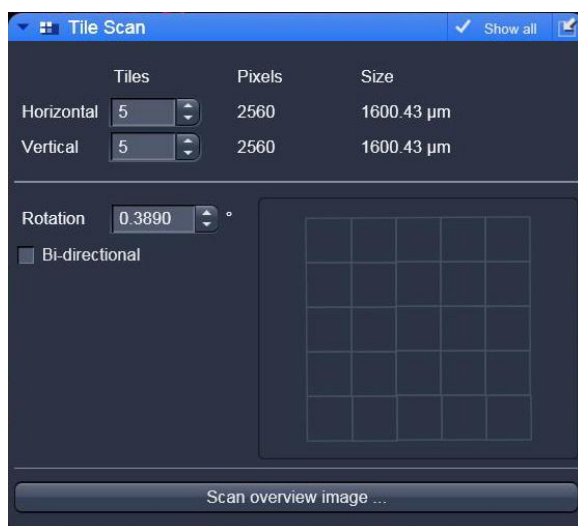 Tile Scan Show all
Tiles Pixels Size
Horizontal 5 2560 1600.43 µm
Vertical 5 2560 1600.43 µm
Rotation 0.3890 °
Bi-directional
Scan overview image ...